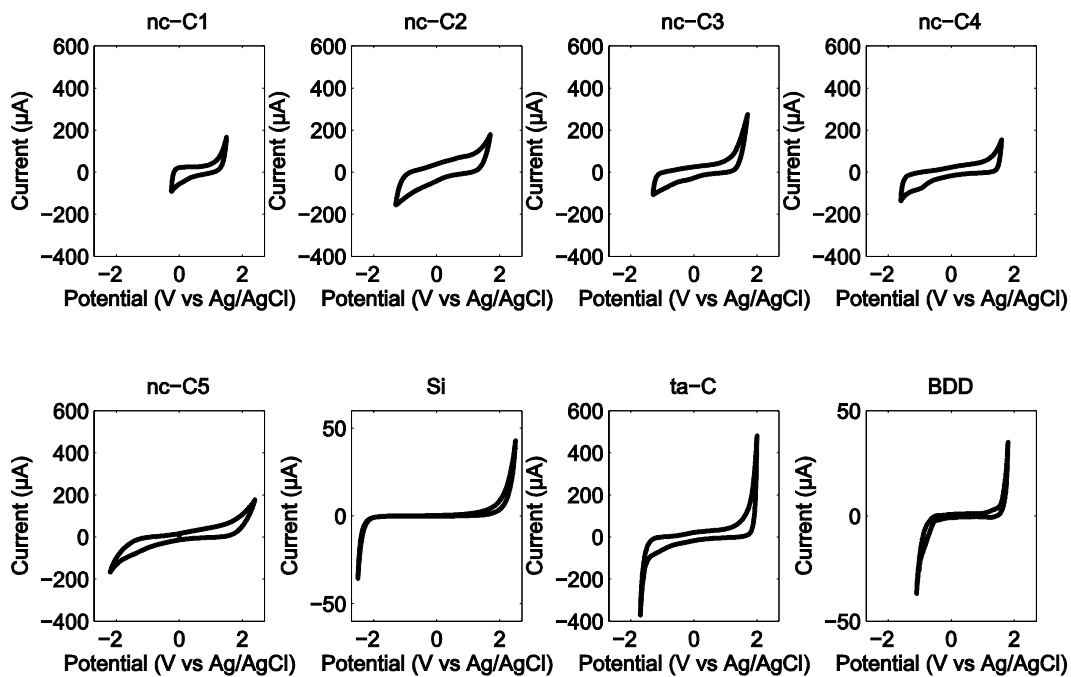 nc−C1 nc−C2 nc−C3 nc−C4
600 600 600 600
400 400 400 400
200 200 200 200
0 0 0 0
−200 −200 −200 −200
−400 −400 −400 −400
Current (µA) Current (µA) Current (µA) Current (µA)
−2 0 2 −2 0 2 −2 0 2 −2 0 2
Potential (V vs Ag/AgCl) Potential (V vs Ag/AgCl) Potential (V vs Ag/AgCl) Potential (V vs Ag/AgCl)
nc−C5 Si ta−C BDD
600 50 600 50
400 0 400 0
200 −50 200 −50
0 0
−200 −200
−400 −400
Current (µA) Current (µA) Current (µA) Current (µA)
−2 0 2 −2 0 2 −2 0 2 −2 0 2
Potential (V vs Ag/AgCl) Potential (V vs Ag/AgCl) Potential (V vs Ag/AgCl) Potential (V vs Ag/AgCl)